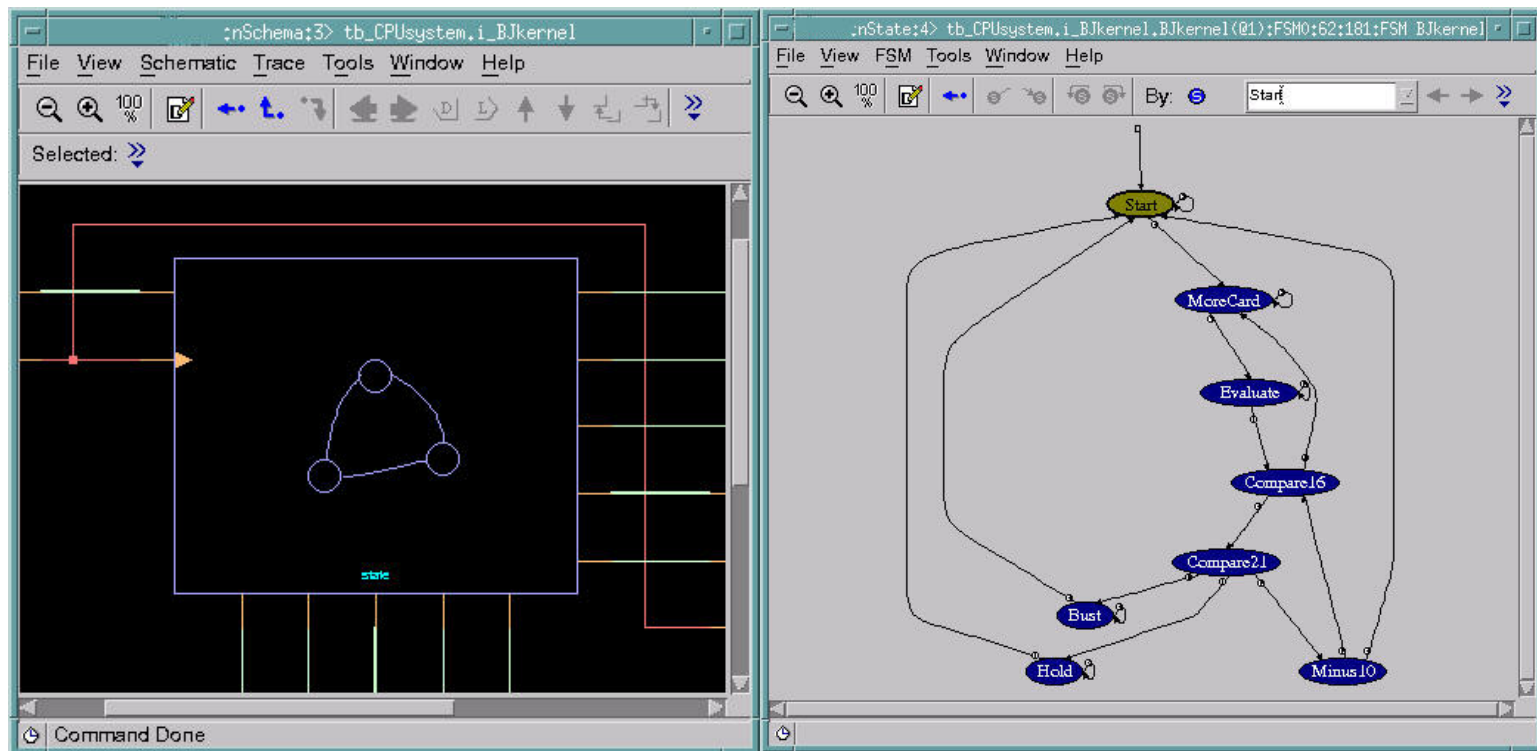 :nSchema:3> tb_CPUsystem.i_BJkernel
File View Schematic Trace Tools Window Help
100 %
D L
Selected:
state
Command Done
:nState:4> tb_CPUsystem.i_BJkernel.BJkernel(@1):FSM0:62:181:FSM BJkernel
File View FSM Tools Window Help
100 %
S S S By: S Start
Start
MoreCard
Evaluate
Compare16
Compare21
Bust
Hold
Minus10